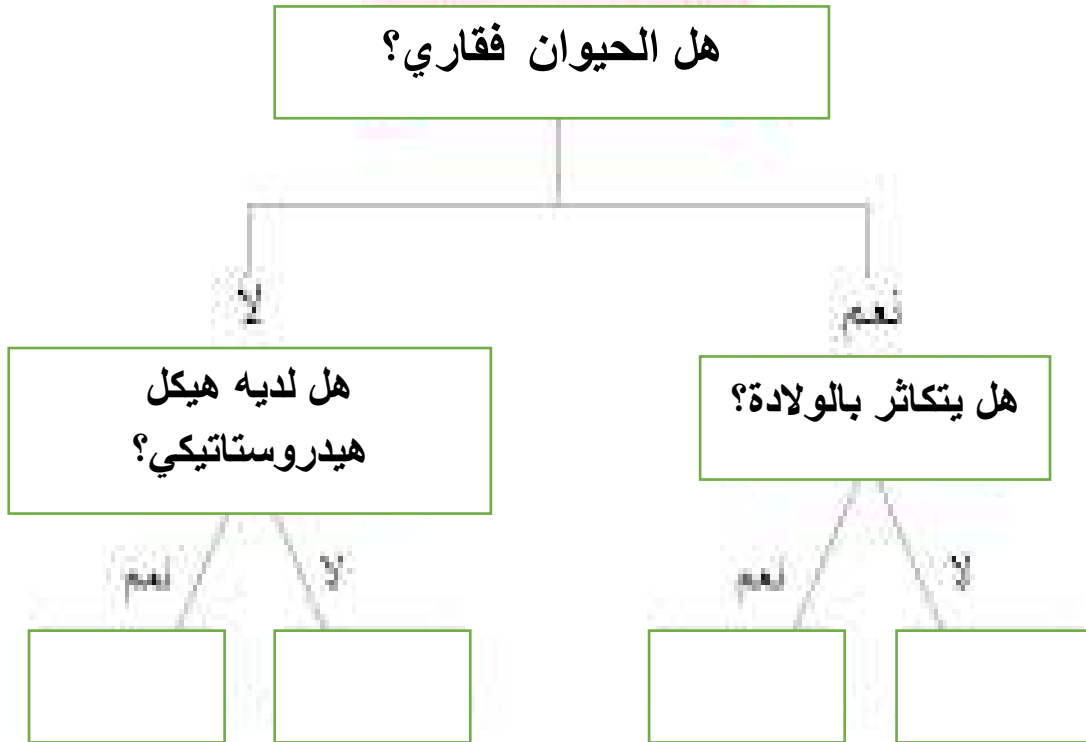 هل الحيوان فقاري؟
نعم
لا
هل يتكاثر بالولادة؟
هل لديه هيكل
هيدروستاتيكي؟
لا
نعم
لا
نعم